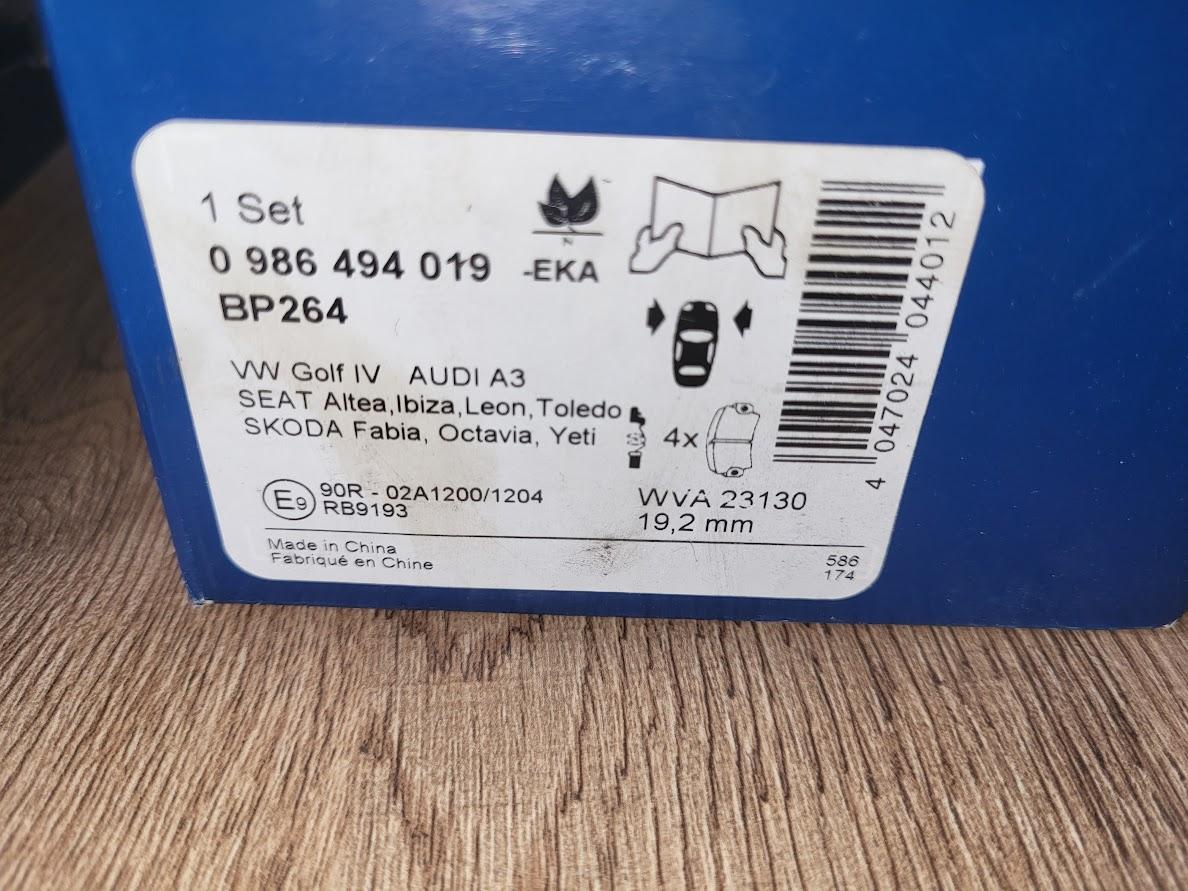 1 Set
0 986 494 019 -EKA
BP264
VW Golf IV AUDI A3
SEAT Altea, Ibiza, Leon, Toledo
SKODA Fabia, Octavia, Yeti
4x
E9 90R - 02A1200/1204
RB9193
WVA 23130
19,2 mm
Made in China
Fabriqué en Chine
586
174
4 047024 044012
N